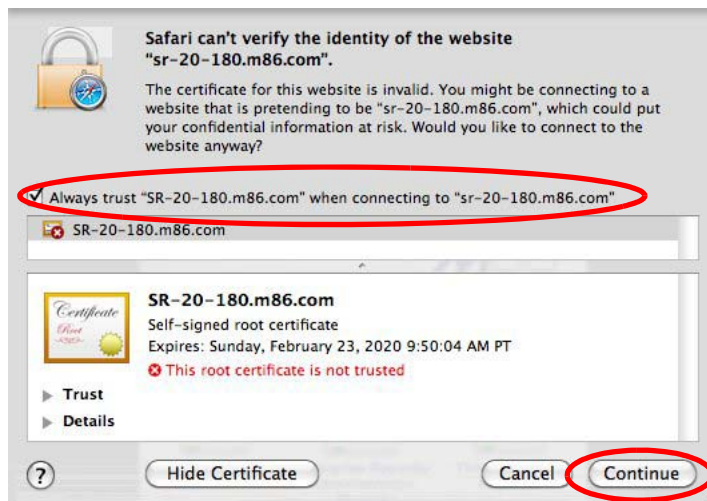 Safari can't verify the identity of the website
"sr-20-180.m86.com".
The certificate for this website is invalid. You might be connecting to a
website that is pretending to be "sr-20-180.m86.com", which could put
your confidential information at risk. Would you like to connect to the
website anyway?
Always trust "SR-20-180.m86.com" when connecting to "sr-20-180.m86.com"
SR-20-180.m86.com
Certificate
Root
SR-20-180.m86.com
Self-signed root certificate
Expires: Sunday, February 23, 2020 9:50:04 AM PT
This root certificate is not trusted
Trust
Details
? Hide Certificate Cancel Continue